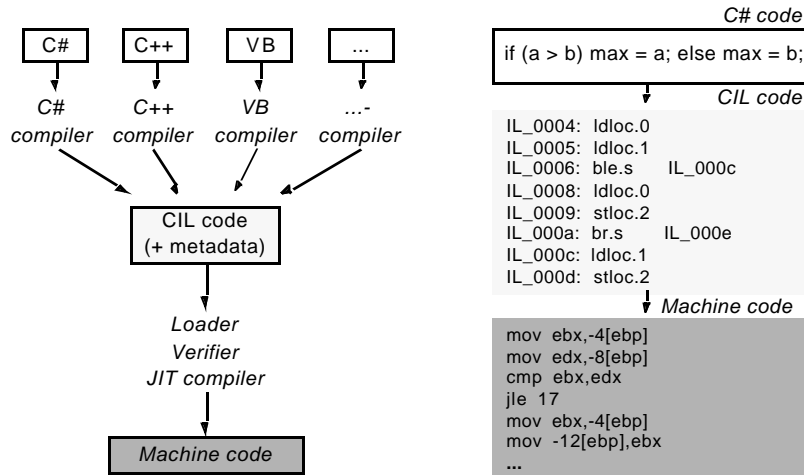 C# C++ VB ...
C# C++ VB ...-
compiler compiler compiler compiler
CIL code
(+ metadata)
Loader
Verifier
JIT compiler
Machine code
C# code
if (a > b) max = a; else max = b;
CIL code
IL_0004: ldloc.0
IL_0005: ldloc.1
IL_0006: ble.s IL_000c
IL_0008: ldloc.0
IL_0009: stloc.2
IL_000a: br.s IL_000e
IL_000c: ldloc.1
IL_000d: stloc.2
Machine code
mov ebx,-4[ebp]
mov edx,-8[ebp]
cmp ebx,edx
jle 17
mov ebx,-4[ebp]
mov -12[ebp],ebx
...